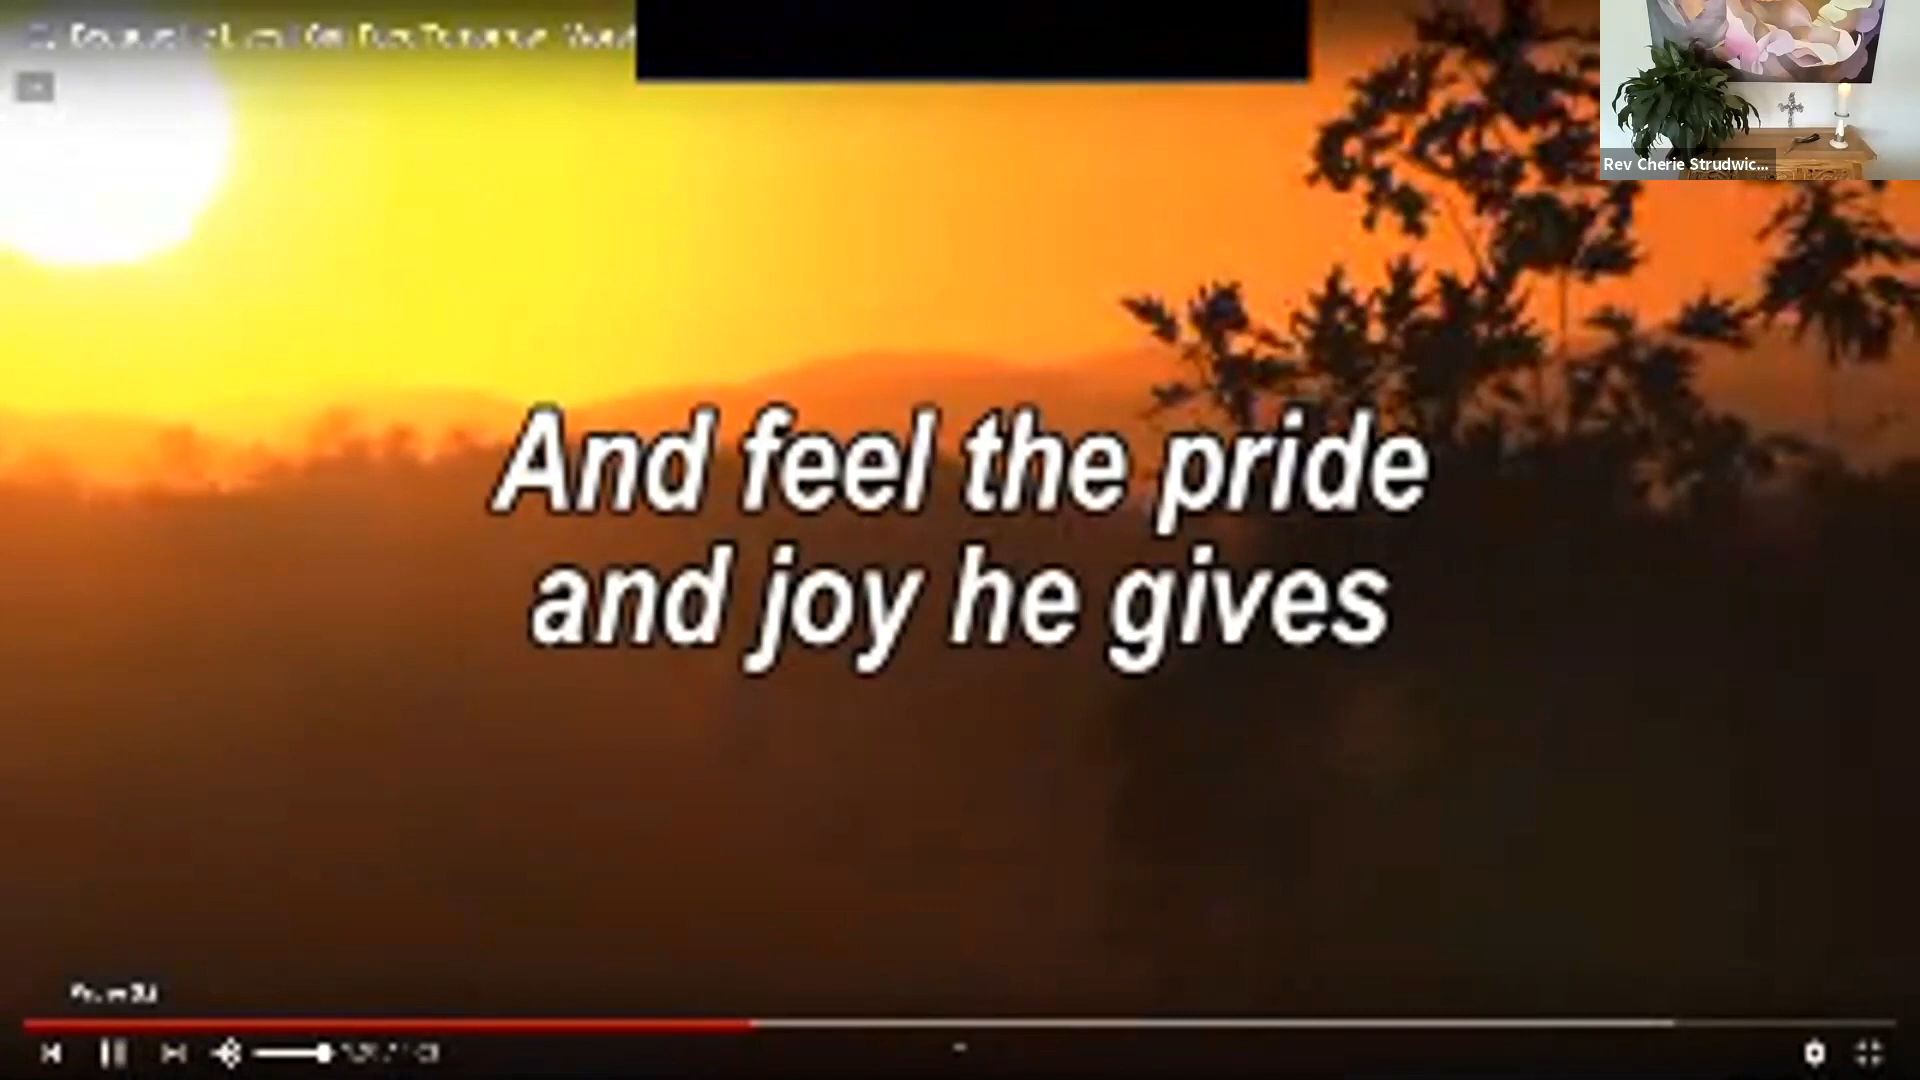 Rev Cherie Strudwic...
And feel the pride
and joy he gives